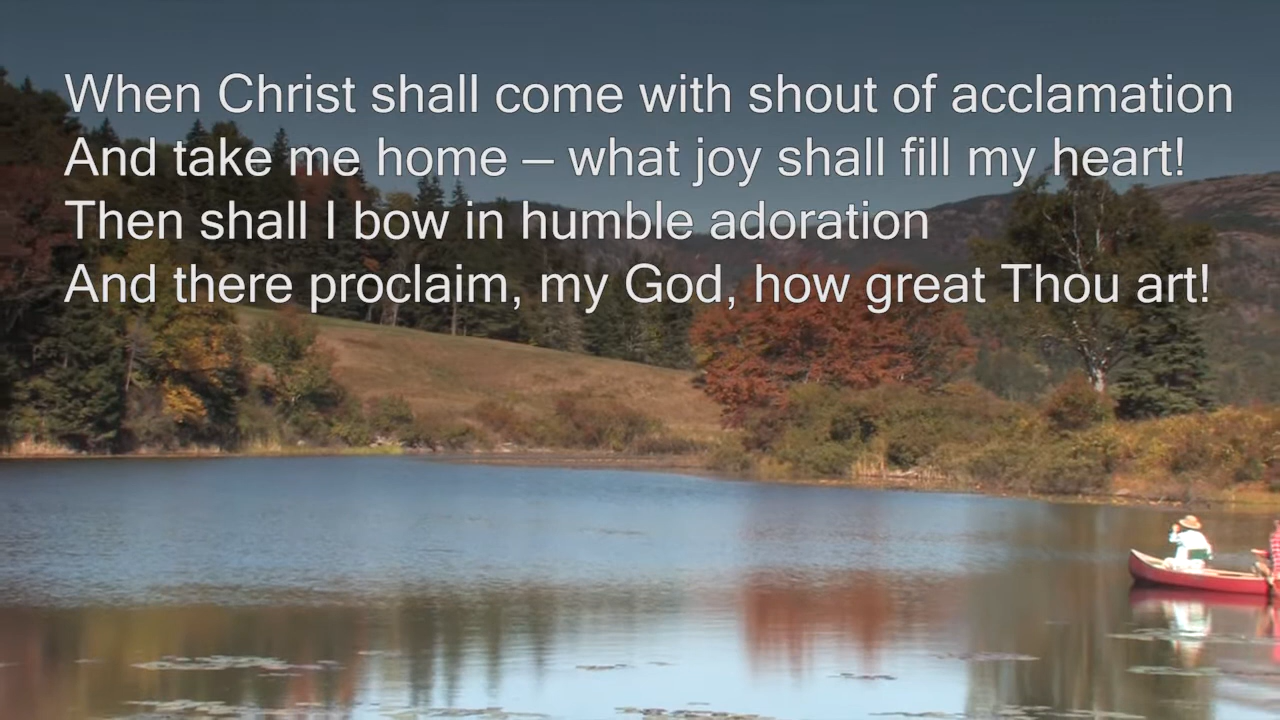 When Christ shall come with shout of acclamation
And take me home – what joy shall fill my heart!
Then shall I bow in humble adoration
And there proclaim, my God, how great Thou art!